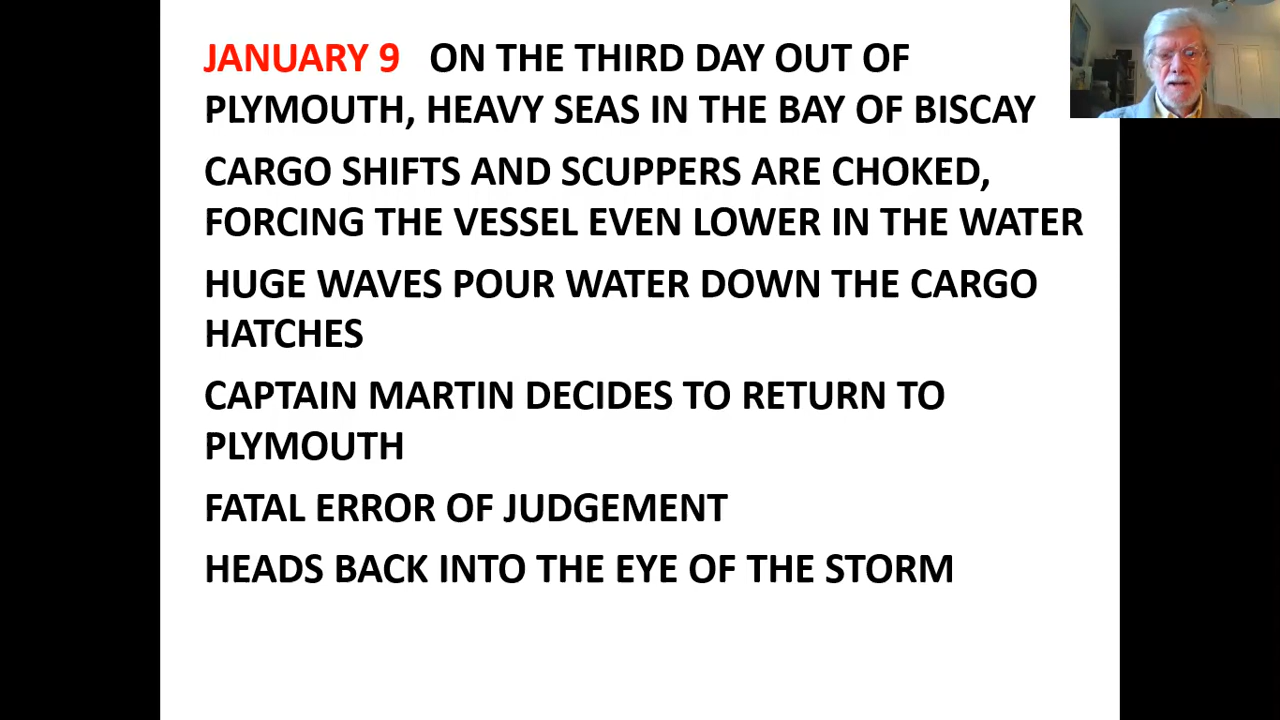 JANUARY 9 ON THE THIRD DAY OUT OF
PLYMOUTH, HEAVY SEAS IN THE BAY OF BISCAY
CARGO SHIFTS AND SCUPPERS ARE CHOKED,
FORCING THE VESSEL EVEN LOWER IN THE WATER
HUGE WAVES POUR WATER DOWN THE CARGO
HATCHES
CAPTAIN MARTIN DECIDES TO RETURN TO
PLYMOUTH
FATAL ERROR OF JUDGEMENT
HEADS BACK INTO THE EYE OF THE STORM